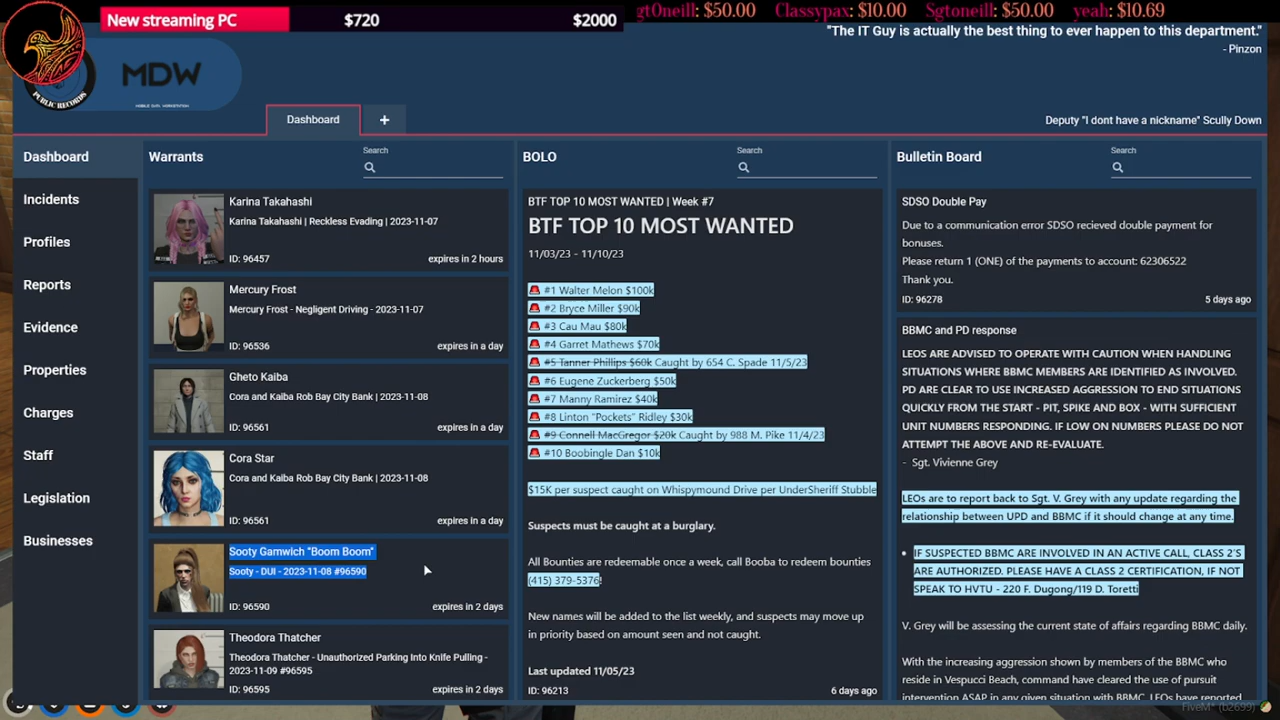 New streaming PC
$720
$2000
gtOneill: $50.00 Classypax: $10.00 Sgtoneill: $50.00 yeah: $10.69
"The IT Guy is actually the best thing to ever happen to this department."
- Pinzon
PUBLIC RECORDS
MDW
MOBILE DATA WORKSTATION
Dashboard
+
Deputy "I dont have a nickname" Scully Down
Dashboard
Incidents
Profiles
Reports
Evidence
Properties
Charges
Staff
Legislation
Businesses
Warrants
Search
Karina Takahashi
Karina Takahashi | Reckless Evading | 2023-11-07
ID: 96457
expires in 2 hours
Mercury Frost
Mercury Frost - Negligent Driving - 2023-11-07
ID: 96536
expires in a day
Gheto Kaiba
Cora and Kaiba Rob Bay City Bank | 2023-11-08
ID: 96561
expires in a day
Cora Star
Cora and Kaiba Rob Bay City Bank | 2023-11-08
ID: 96561
expires in a day
Sooty Gamwich "Boom Boom"
Sooty - DUI - 2023-11-08 #96590
ID: 96590
expires in 2 days
Theodora Thatcher
Theodora Thatcher - Unauthorized Parking Into Knife Pulling -
2023-11-09 #96595
ID: 96595
expires in 2 days
BOLO
Search
BTF TOP 10 MOST WANTED | Week #7
BTF TOP 10 MOST WANTED
11/03/23 - 11/10/23
#1 Walter Melon $100k
#2 Bryce Miller $90k
#3 Cau Mau $80k
#4 Garret Mathews $70k
#5 Tanner Phillips $60k Caught by 654 C. Spade 11/5/23
#6 Eugene Zuckerberg $50k
#7 Manny Ramirez $40k
#8 Linton "Pockets" Ridley $30k
#9 Connell MacGregor $20k Caught by 988 M. Pike 11/4/23
#10 Boobingle Dan $10k
$15K per suspect caught on Whispymound Drive per UnderSheriff Stubble
Suspects must be caught at a burglary.
All Bounties are redeemable once a week, call Booba to redeem bounties
(415) 379-5376!
New names will be added to the list weekly, and suspects may move up
in priority based on amount seen and not caught.
Last updated 11/05/23
ID: 96213
6 days ago
Bulletin Board
Search
SDSO Double Pay
Due to a communication error SDSO recieved double payment for
bonuses.
Please return 1 (ONE) of the payments to account: 62306522
Thank you.
ID: 96278
5 days ago
BBMC and PD response
LEOS ARE ADVISED TO OPERATE WITH CAUTION WHEN HANDLING
SITUATIONS WHERE BBMC MEMBERS ARE IDENTIFIED AS INVOLVED.
PD ARE CLEAR TO USE INCREASED AGGRESSION TO END SITUATIONS
QUICKLY FROM THE START - PIT, SPIKE AND BOX - WITH SUFFICIENT
UNIT NUMBERS RESPONDING. IF LOW ON NUMBERS PLEASE DO NOT
ATTEMPT THE ABOVE AND RE-EVALUATE.
- Sgt. Vivienne Grey
LEOs are to report back to Sgt. V. Grey with any update regarding the
relationship between UPD and BBMC if it should change at any time.
• IF SUSPECTED BBMC ARE INVOLVED IN AN ACTIVE CALL, CLASS 2´S
ARE AUTHORIZED. PLEASE HAVE A CLASS 2 CERTIFICATION, IF NOT
SPEAK TO HVTU - 220 F. Dugong/119 D. Toretti
V. Grey will be assessing the current state of affairs regarding BBMC daily.
With the increasing aggression shown by members of the BBMC who
reside in Vespucci Beach, command have cleared the use of pursuit
intervention ASAP in any given situation with BBMC. LEOs have reported
FiveM* (b2699)